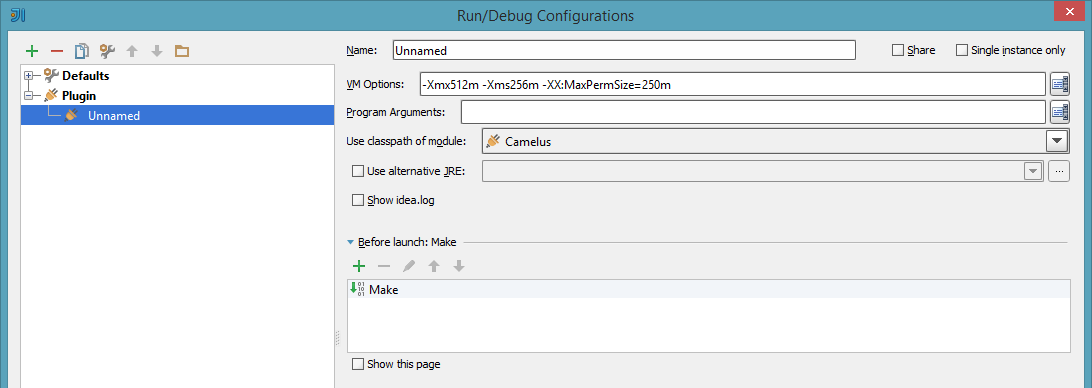 Run/Debug Configurations
Name: Unnamed Share Single instance only
Defaults
Plugin
Unnamed
VM Options: -Xmx512m -Xms256m -XX:MaxPermSize=250m
Program Arguments:
Use classpath of module: Camelus
Use alternative JRE: ...
Show idea.log
Before launch: Make
Make
Show this page